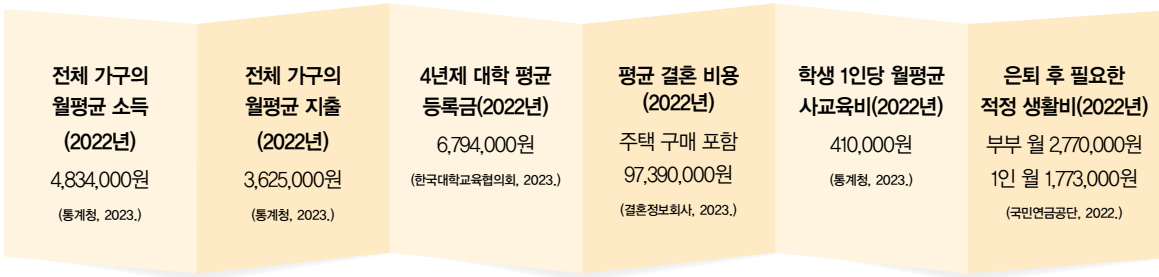 전체 가구의
월평균 소득
(2022년)
4,834,000원
(통계청, 2023.)
전체 가구의
월평균 지출
(2022년)
3,625,000원
(통계청, 2023.)
4년제 대학 평균
등록금(2022년)
6,794,000원
(한국대학교육협의회, 2023.)
평균 결혼 비용
(2022년)
주택 구매 포함
97,390,000원
(결혼정보회사, 2023.)
학생 1인당 월평균
사교육비(2022년)
410,000원
(통계청, 2023.)
은퇴 후 필요한
적정 생활비(2022년)
부부 월 2,770,000원
1인 월 1,773,000원
(국민연금공단, 2022.)